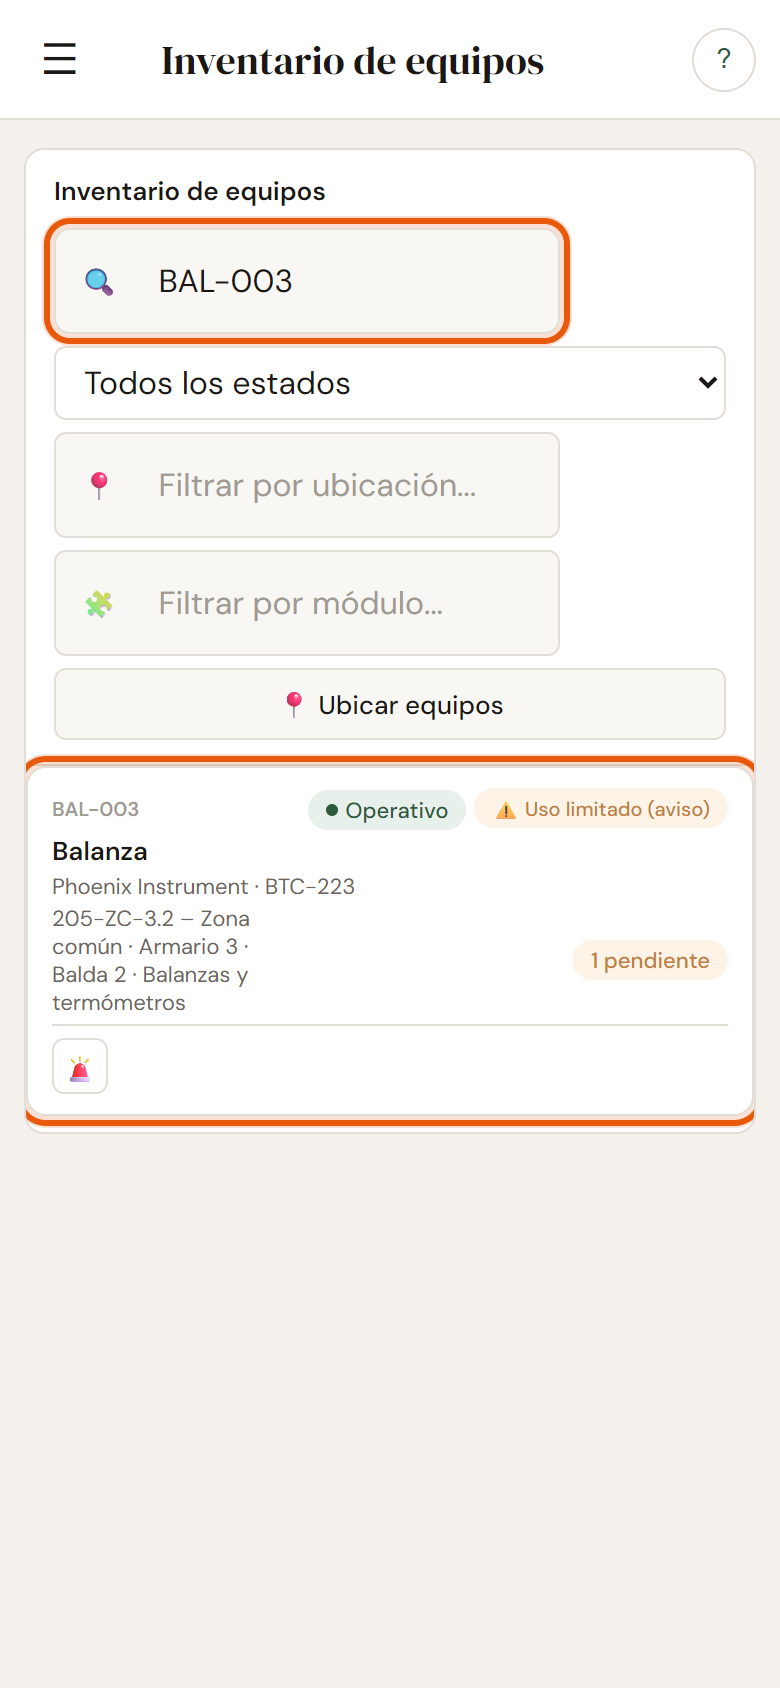 ☰ Inventario de equipos ?
Inventario de equipos
BAL-003
Todos los estados
Filtrar por ubicación...
Filtrar por módulo...
Ubicar equipos
BAL-003 Operativo Uso limitado (aviso)
Balanza
Phoenix Instrument · BTC-223
205-ZC-3.2 – Zona
común · Armario 3 ·
Balda 2 · Balanzas y
termómetros
1 pendiente